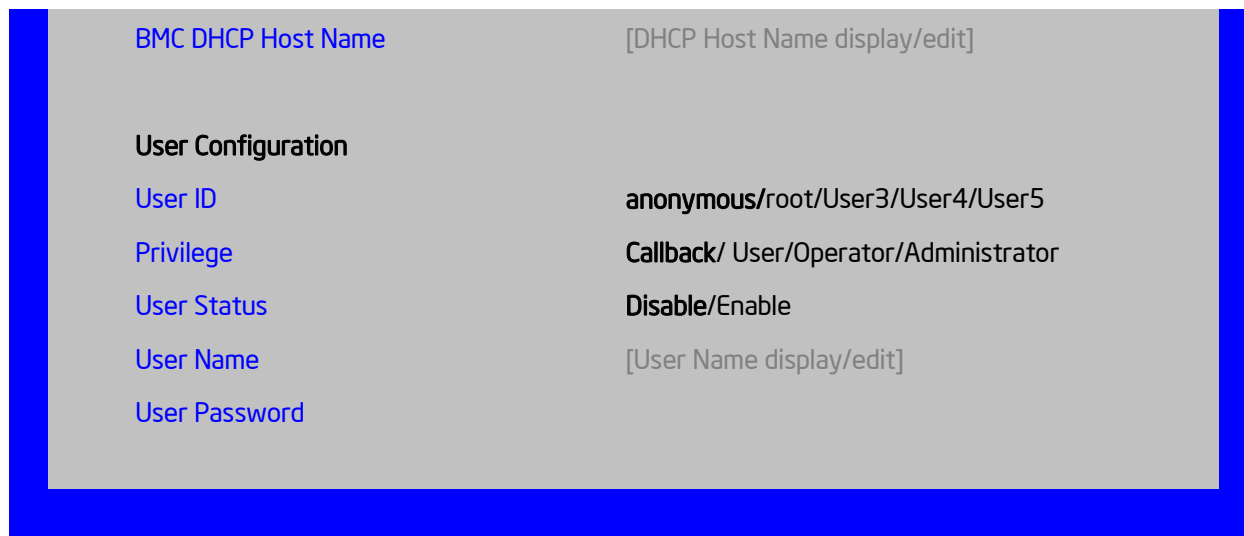 BMC DHCP Host Name [DHCP Host Name display/edit]
User Configuration
User ID anonymous/root/User3/User4/User5
Privilege Callback/ User/Operator/Administrator
User Status Disable/Enable
User Name [User Name display/edit]
User Password